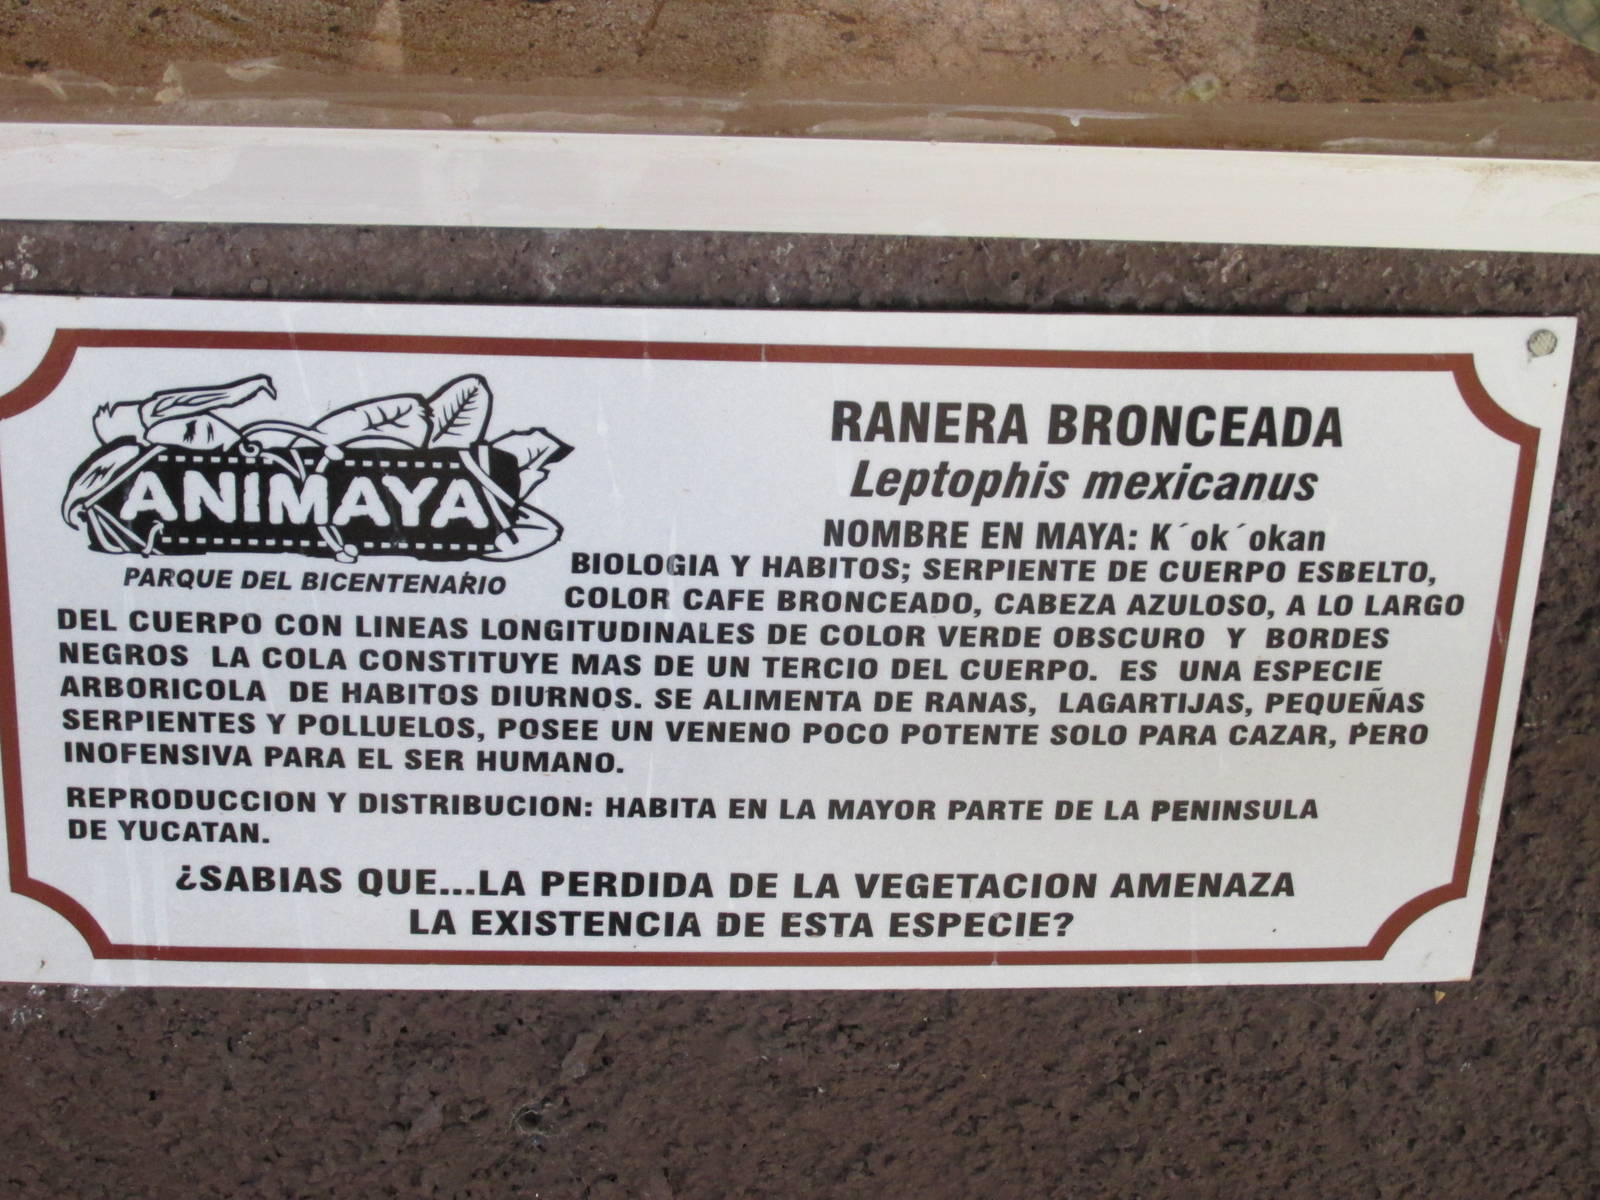 ANIMAYA
PARQUE DEL BICENTENARIO
RANERA BRONCEADA
Leptophis mexicanus
NOMBRE EN MAYA: K´ok´okan
BIOLOGIA Y HABITOS; SERPIENTE DE CUERPO ESBELTO,
COLOR CAFE BRONCEADO, CABEZA AZULOSO, A LO LARGO
DEL CUERPO CON LINEAS LONGITUDINALES DE COLOR VERDE OBSCURO Y BORDES
NEGROS LA COLA CONSTITUYE MAS DE UN TERCIO DEL CUERPO. ES UNA ESPECIE
ARBORICOLA DE HABITOS DIURNOS. SE ALIMENTA DE RANAS, LAGARTIJAS, PEQUEÑAS
SERPIENTES Y POLLUELOS, POSEE UN VENENO POCO POTENTE SOLO PARA CAZAR, PERO
INOFENSIVA PARA EL SER HUMANO.
REPRODUCCION Y DISTRIBUCION: HABITA EN LA MAYOR PARTE DE LA PENINSULA
DE YUCATAN.
¿SABIAS QUE...LA PERDIDA DE LA VEGETACION AMENAZA
LA EXISTENCIA DE ESTA ESPECIE?